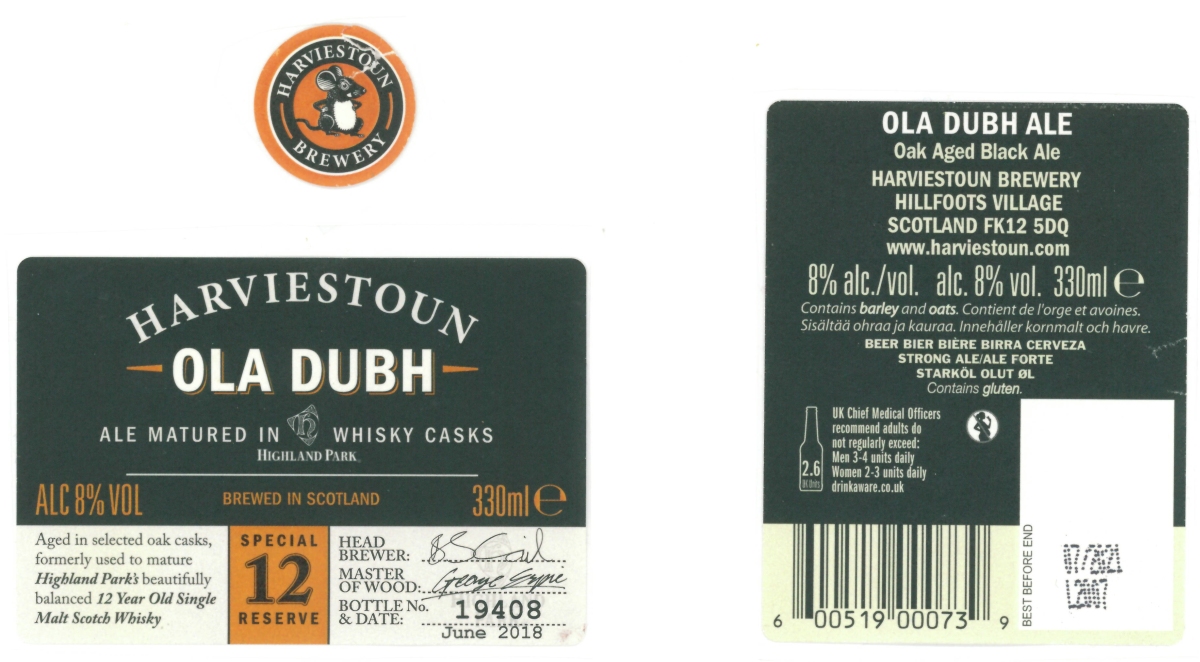 HARVIESTOUN
BREWERY
HARVIESTOUN
OLA DUBH
ALE MATURED IN WHISKY CASKS
HIGHLAND PARK
ALC 8% VOL
BREWED IN SCOTLAND
330ml e
Aged in selected oak casks,
formerly used to mature
Highland Park's beautifully
balanced 12 Year Old Single
Malt Scotch Whisky
SPECIAL
12
RESERVE
HEAD
BREWER:
MASTER
OF WOOD:
BOTTLE No.
& DATE:
19408
June 2018
OLA DUBH ALE
Oak Aged Black Ale
HARVIESTOUN BREWERY
HILLFOOTS VILLAGE
SCOTLAND FK12 5DQ
www.harviestoun.com
8% alc./vol. alc. 8% vol. 330ml e
Contains barley and oats. Contient de l'orge et avoines.
Sisältää ohraa ja kauraa. Innehåller kornmalt och havre.
BEER BIER BIÈRE BIRRA CERVEZA
STRONG ALE/ALE FORTE
STARKÖL OLUT ØL
Contains gluten.
2.6
UK Units
UK Chief Medical Officers
recommend adults do
not regularly exceed:
Men 3-4 units daily
Women 2-3 units daily
drinkaware.co.uk
BEST BEFORE END
6 00519 00073 9